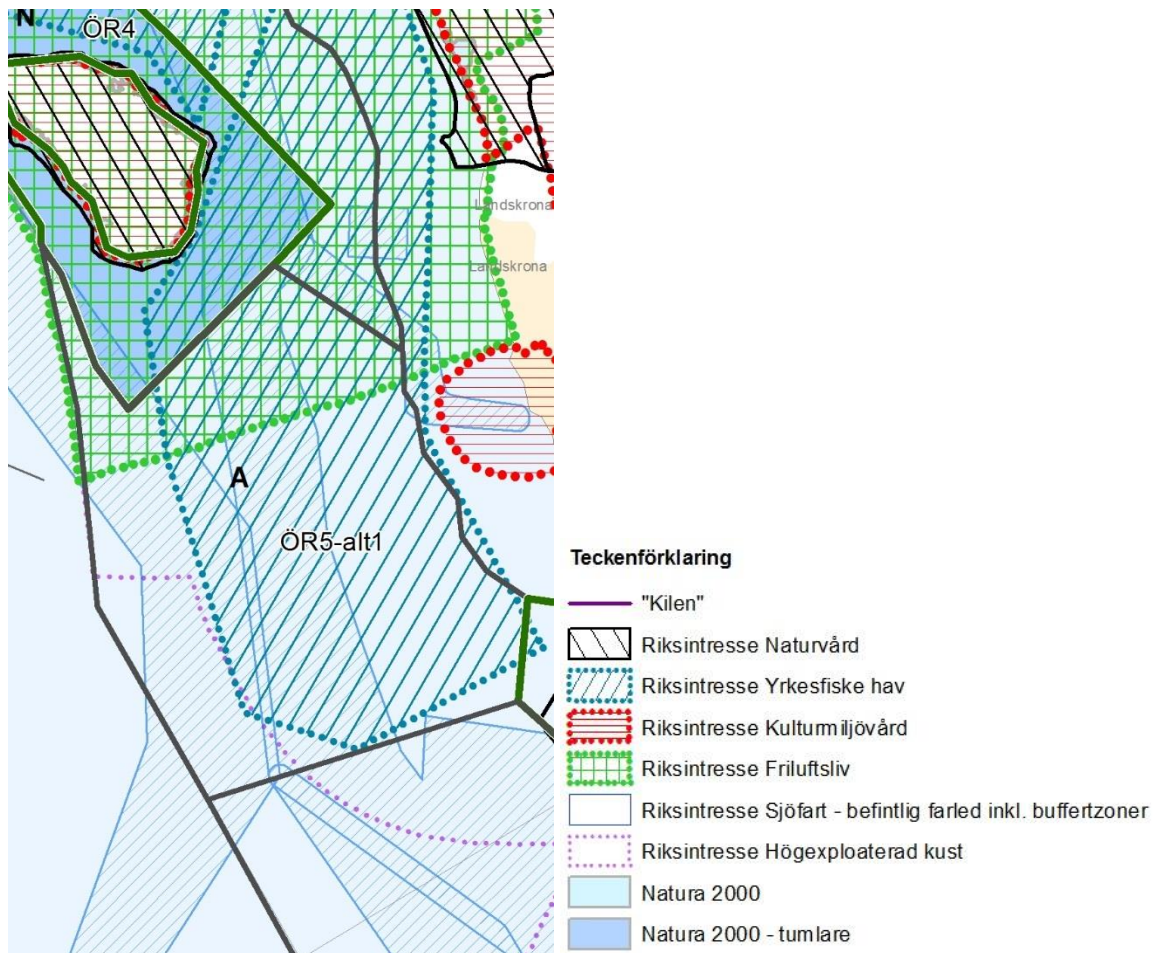 N
ÖR4
Landskrona
Landskrona
A
ÖR5-alt1
Teckenförklaring
"Kilen"
Riksintresse Naturvård
Riksintresse Yrkesfiske hav
Riksintresse Kulturmiljövård
Riksintresse Friluftsliv
Riksintresse Sjöfart - befintlig farled inkl. buffertzoner
Riksintresse Högexploaterad kust
Natura 2000
Natura 2000 - tumlare